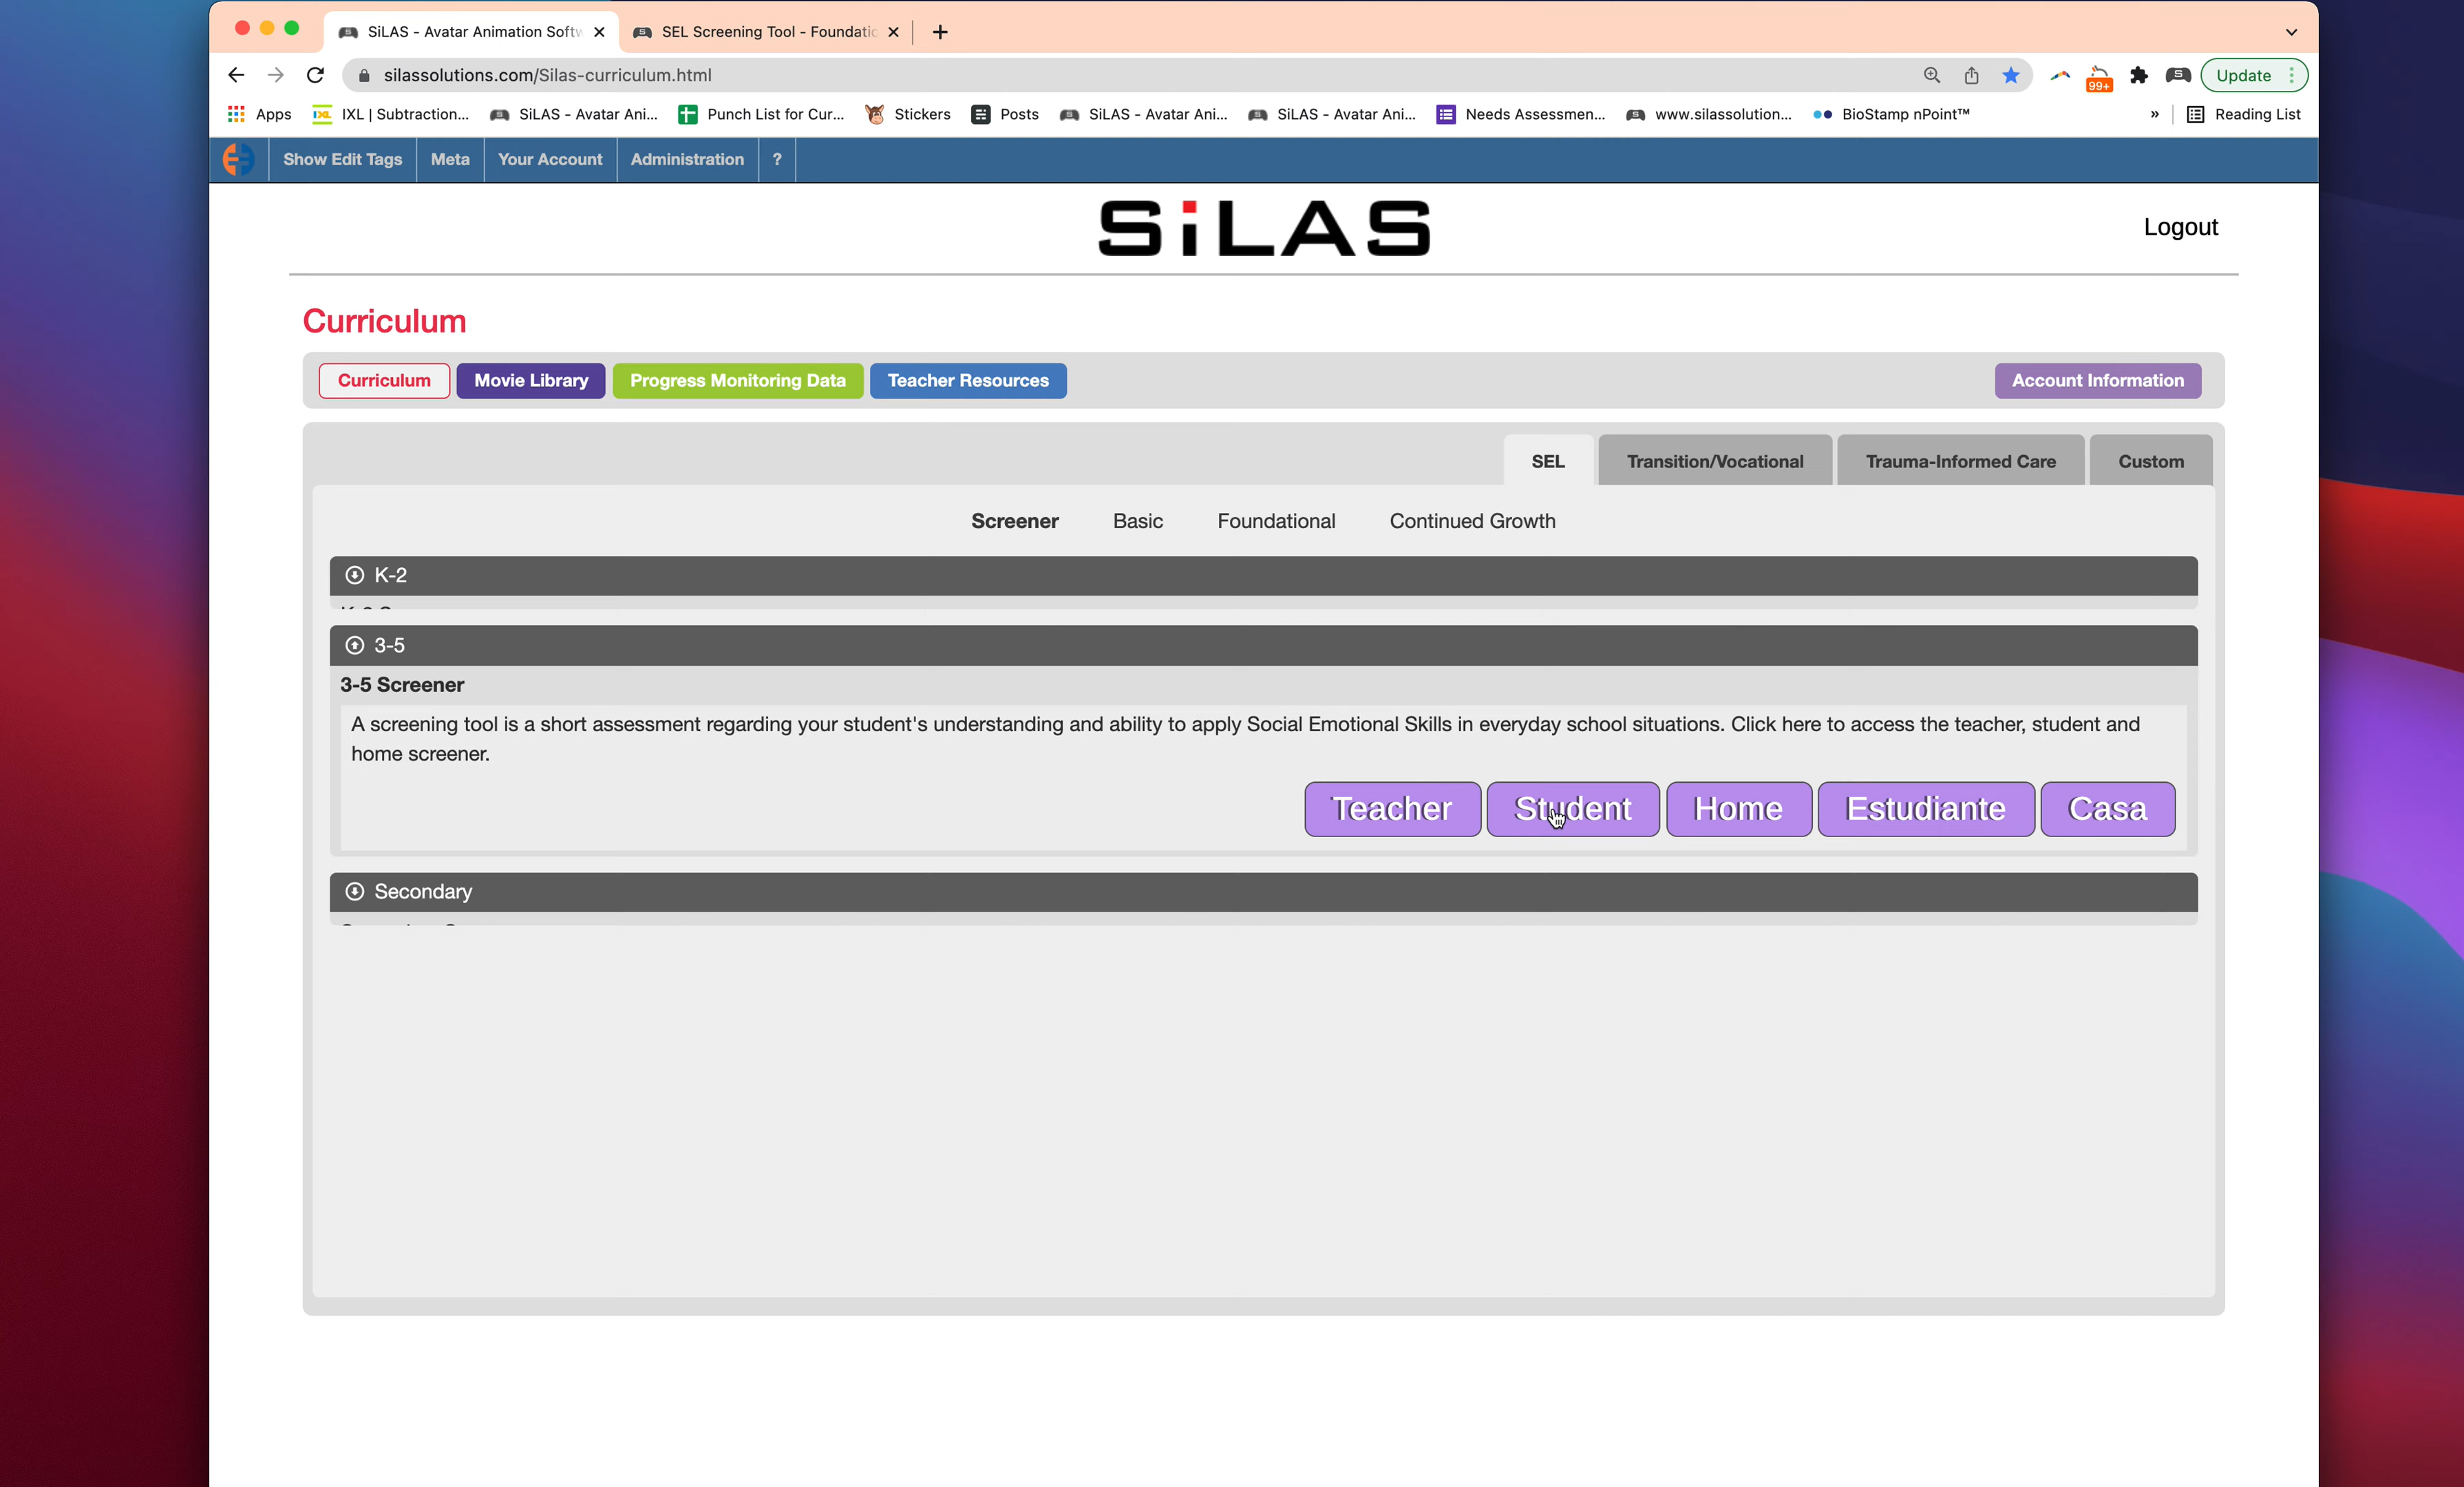 SiLAS - Avatar Animation Softw
SEL Screening Tool - Foundatio
silassolutions.com/Silas-curriculum.html
Update
99+
Apps
IXL | Subtraction...
SiLAS - Avatar Ani...
Punch List for Cur...
Stickers
Posts
SiLAS - Avatar Ani...
SiLAS - Avatar Ani...
Needs Assessmen...
www.silassolution...
BioStamp nPoint™
»
Reading List
Show Edit Tags
Meta
Your Account
Administration
?
SiLAS
Logout
Curriculum
Curriculum
Movie Library
Progress Monitoring Data
Teacher Resources
Account Information
SEL
Transition/Vocational
Trauma-Informed Care
Custom
Screener
Basic
Foundational
Continued Growth
K-2
3-5
3-5 Screener
A screening tool is a short assessment regarding your student's understanding and ability to apply Social Emotional Skills in everyday school situations. Click here to access the teacher, student and
home screener.
Teacher
Student
Home
Estudiante
Casa
Secondary